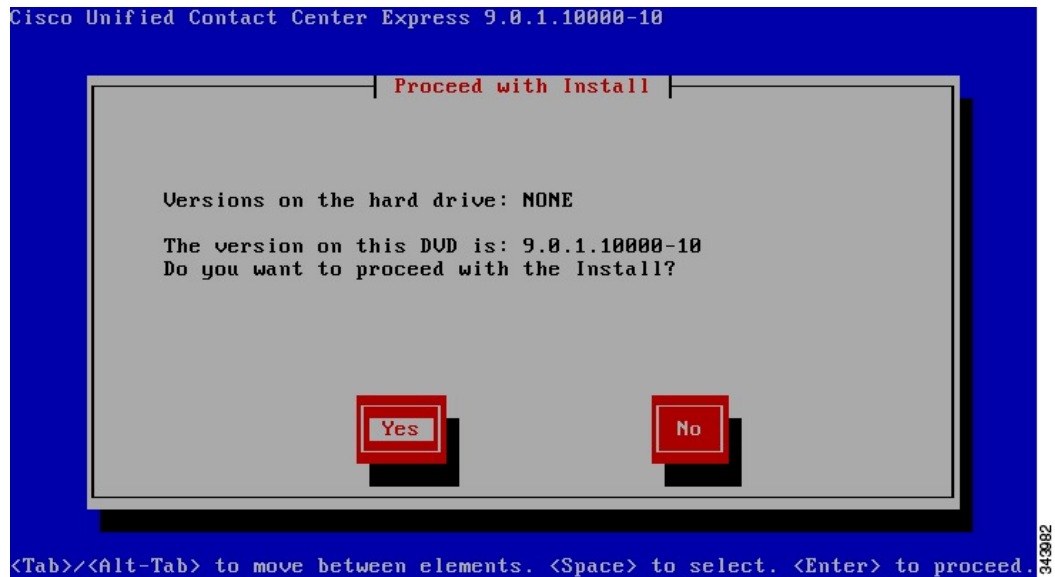 Cisco Unified Contact Center Express 9.0.1.10000-10
Proceed with Install
Versions on the hard drive: NONE
The version on this DVD is: 9.0.1.10000-10
Do you want to proceed with the Install?
Yes
No
<Tab>/<Alt-Tab> to move between elements. <Space> to select. <Enter> to proceed.
343982